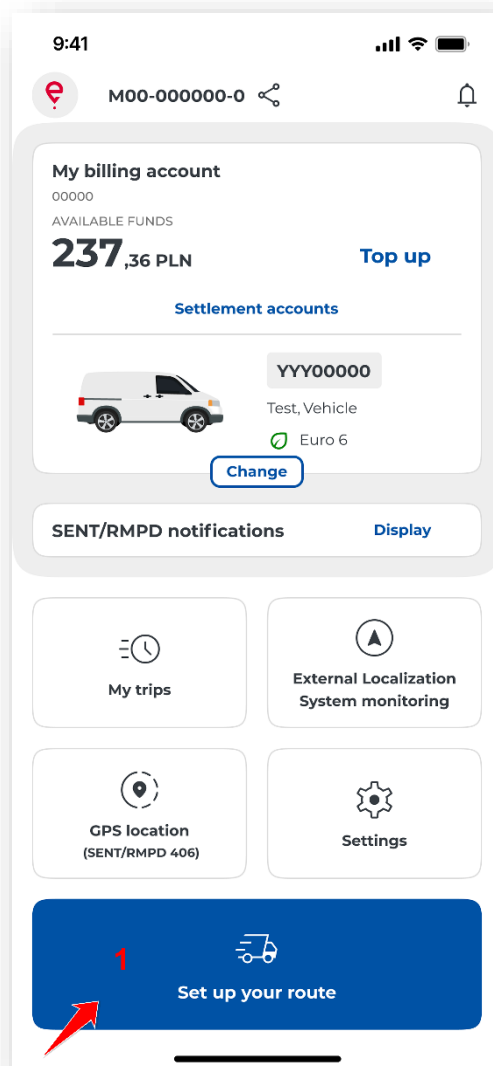 9:41
M00-000000-0
My billing account
00000
AVAILABLE FUNDS
237,36 PLN
Top up
Settlement accounts
YYY00000
Test, Vehicle
Euro 6
Change
SENT/RMPD notifications
Display
My trips
External Localization
System monitoring
GPS location
(SENT/RMPD 406)
Settings
1
Set up your route